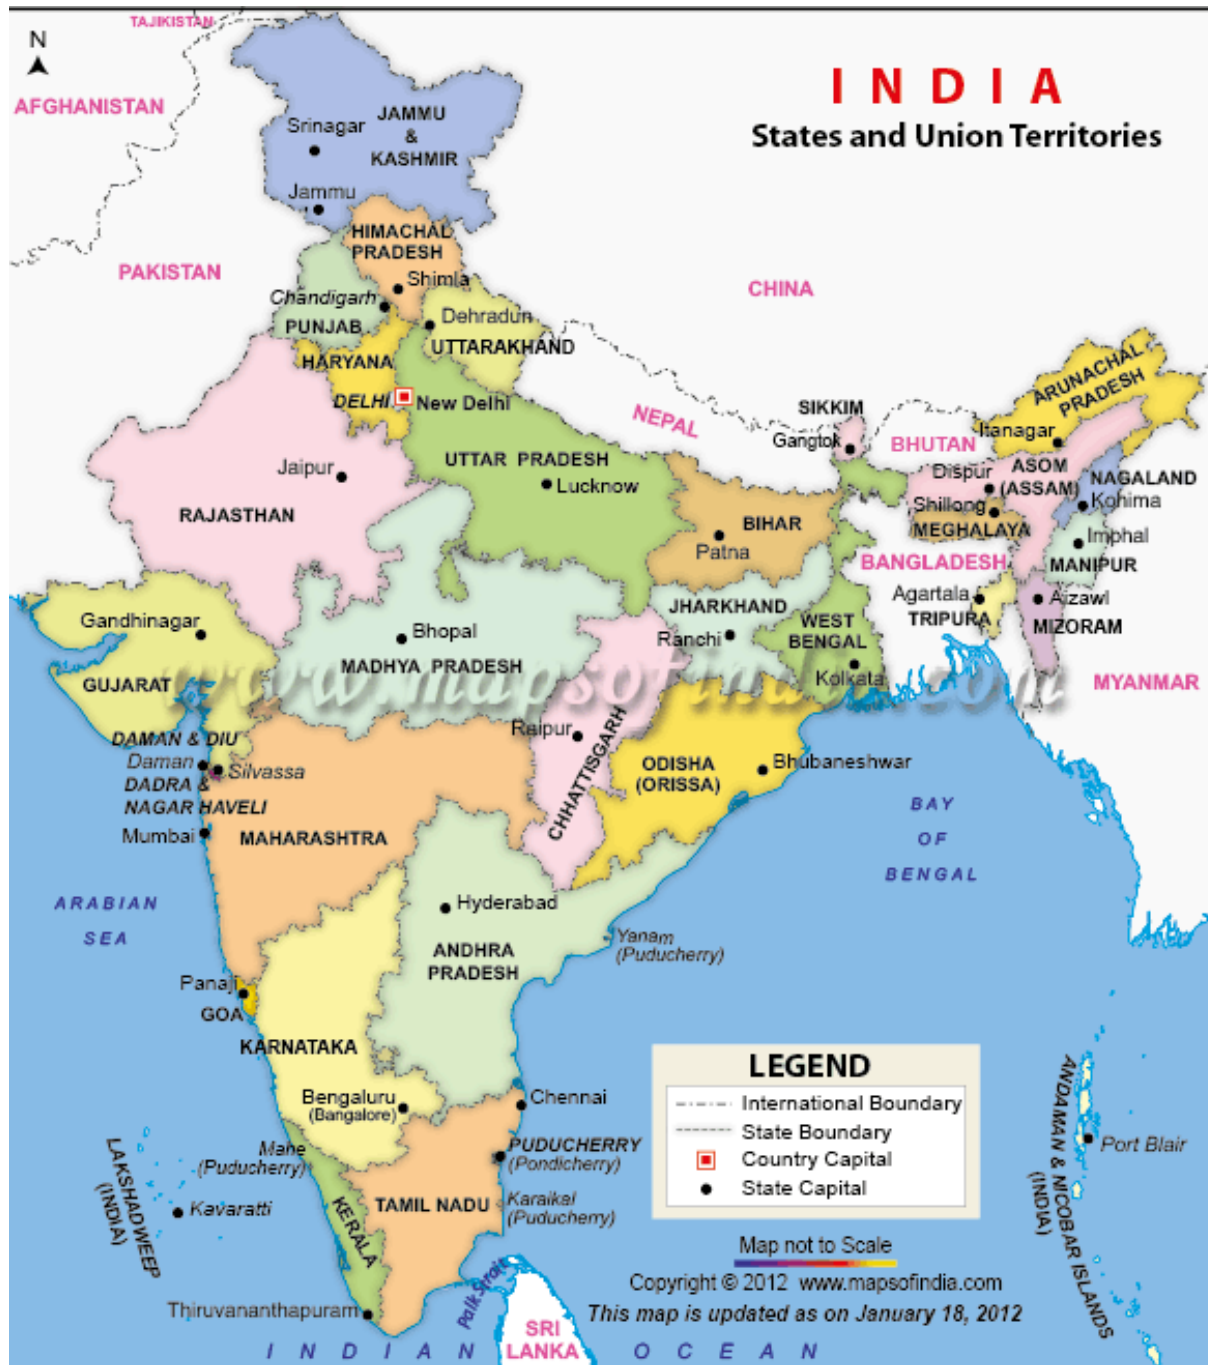 TAJIKISTAN
N
AFGHANISTAN
INDIA
States and Union Territories
JAMMU
&
KASHMIR
Srinagar
Jammu
HIMACHAL
PRADESH
PAKISTAN
Shimla
CHINA
Chandigarh
PUNJAB
Dehradun
UTTARAKHAND
HARYANA
DELHI
New Delhi
NEPAL
SIKKIM
Gangtok
BHUTAN
ARUNACHAL
PRADESH
Itanagar
UTTAR PRADESH
Lucknow
Jaipur
RAJASTHAN
Dispur
ASOM
(ASSAM)
NAGALAND
Kohima
Shillong
MEGHALAYA
BIHAR
Patna
Imphal
MANIPUR
BANGLADESH
Agartala
TRIPURA
Aizawl
MIZORAM
JHARKHAND
Ranchi
WEST
BENGAL
Kolkata
Gandhinagar
GUJARAT
Bhopal
MADHYA PRADESH
www.mapsofindia.com
MYANMAR
Raipur
CHHATTISGARH
ODISHA
(ORISSA)
Bhubaneshwar
DAMAN & DIU
Daman
Silvassa
DADRA &
NAGAR HAVELI
Mumbai
MAHARASHTRA
BAY
OF
BENGAL
ARABIAN
SEA
Hyderabad
ANDHRA
PRADESH
Yanam
(Puducherry)
Panaji
GOA
KARNATAKA
Bengaluru
(Bangalore)
Chennai
LEGEND
International Boundary
State Boundary
Country Capital
State Capital
Mahe
(Puducherry)
PUDUCHERRY
(Pondicherry)
Karaikal
(Puducherry)
TAMIL NADU
KERALA
LAKSHADWEEP
(INDIA)
Kavaratti
Thiruvananthapuram
Port Blair
ANDAMAN & NICOBAR ISLANDS
(INDIA)
Palk Strait
SRI
LANKA
Map not to Scale
Copyright © 2012 www.mapsofindia.com
This map is updated as on January 18, 2012
INDIAN OCEAN